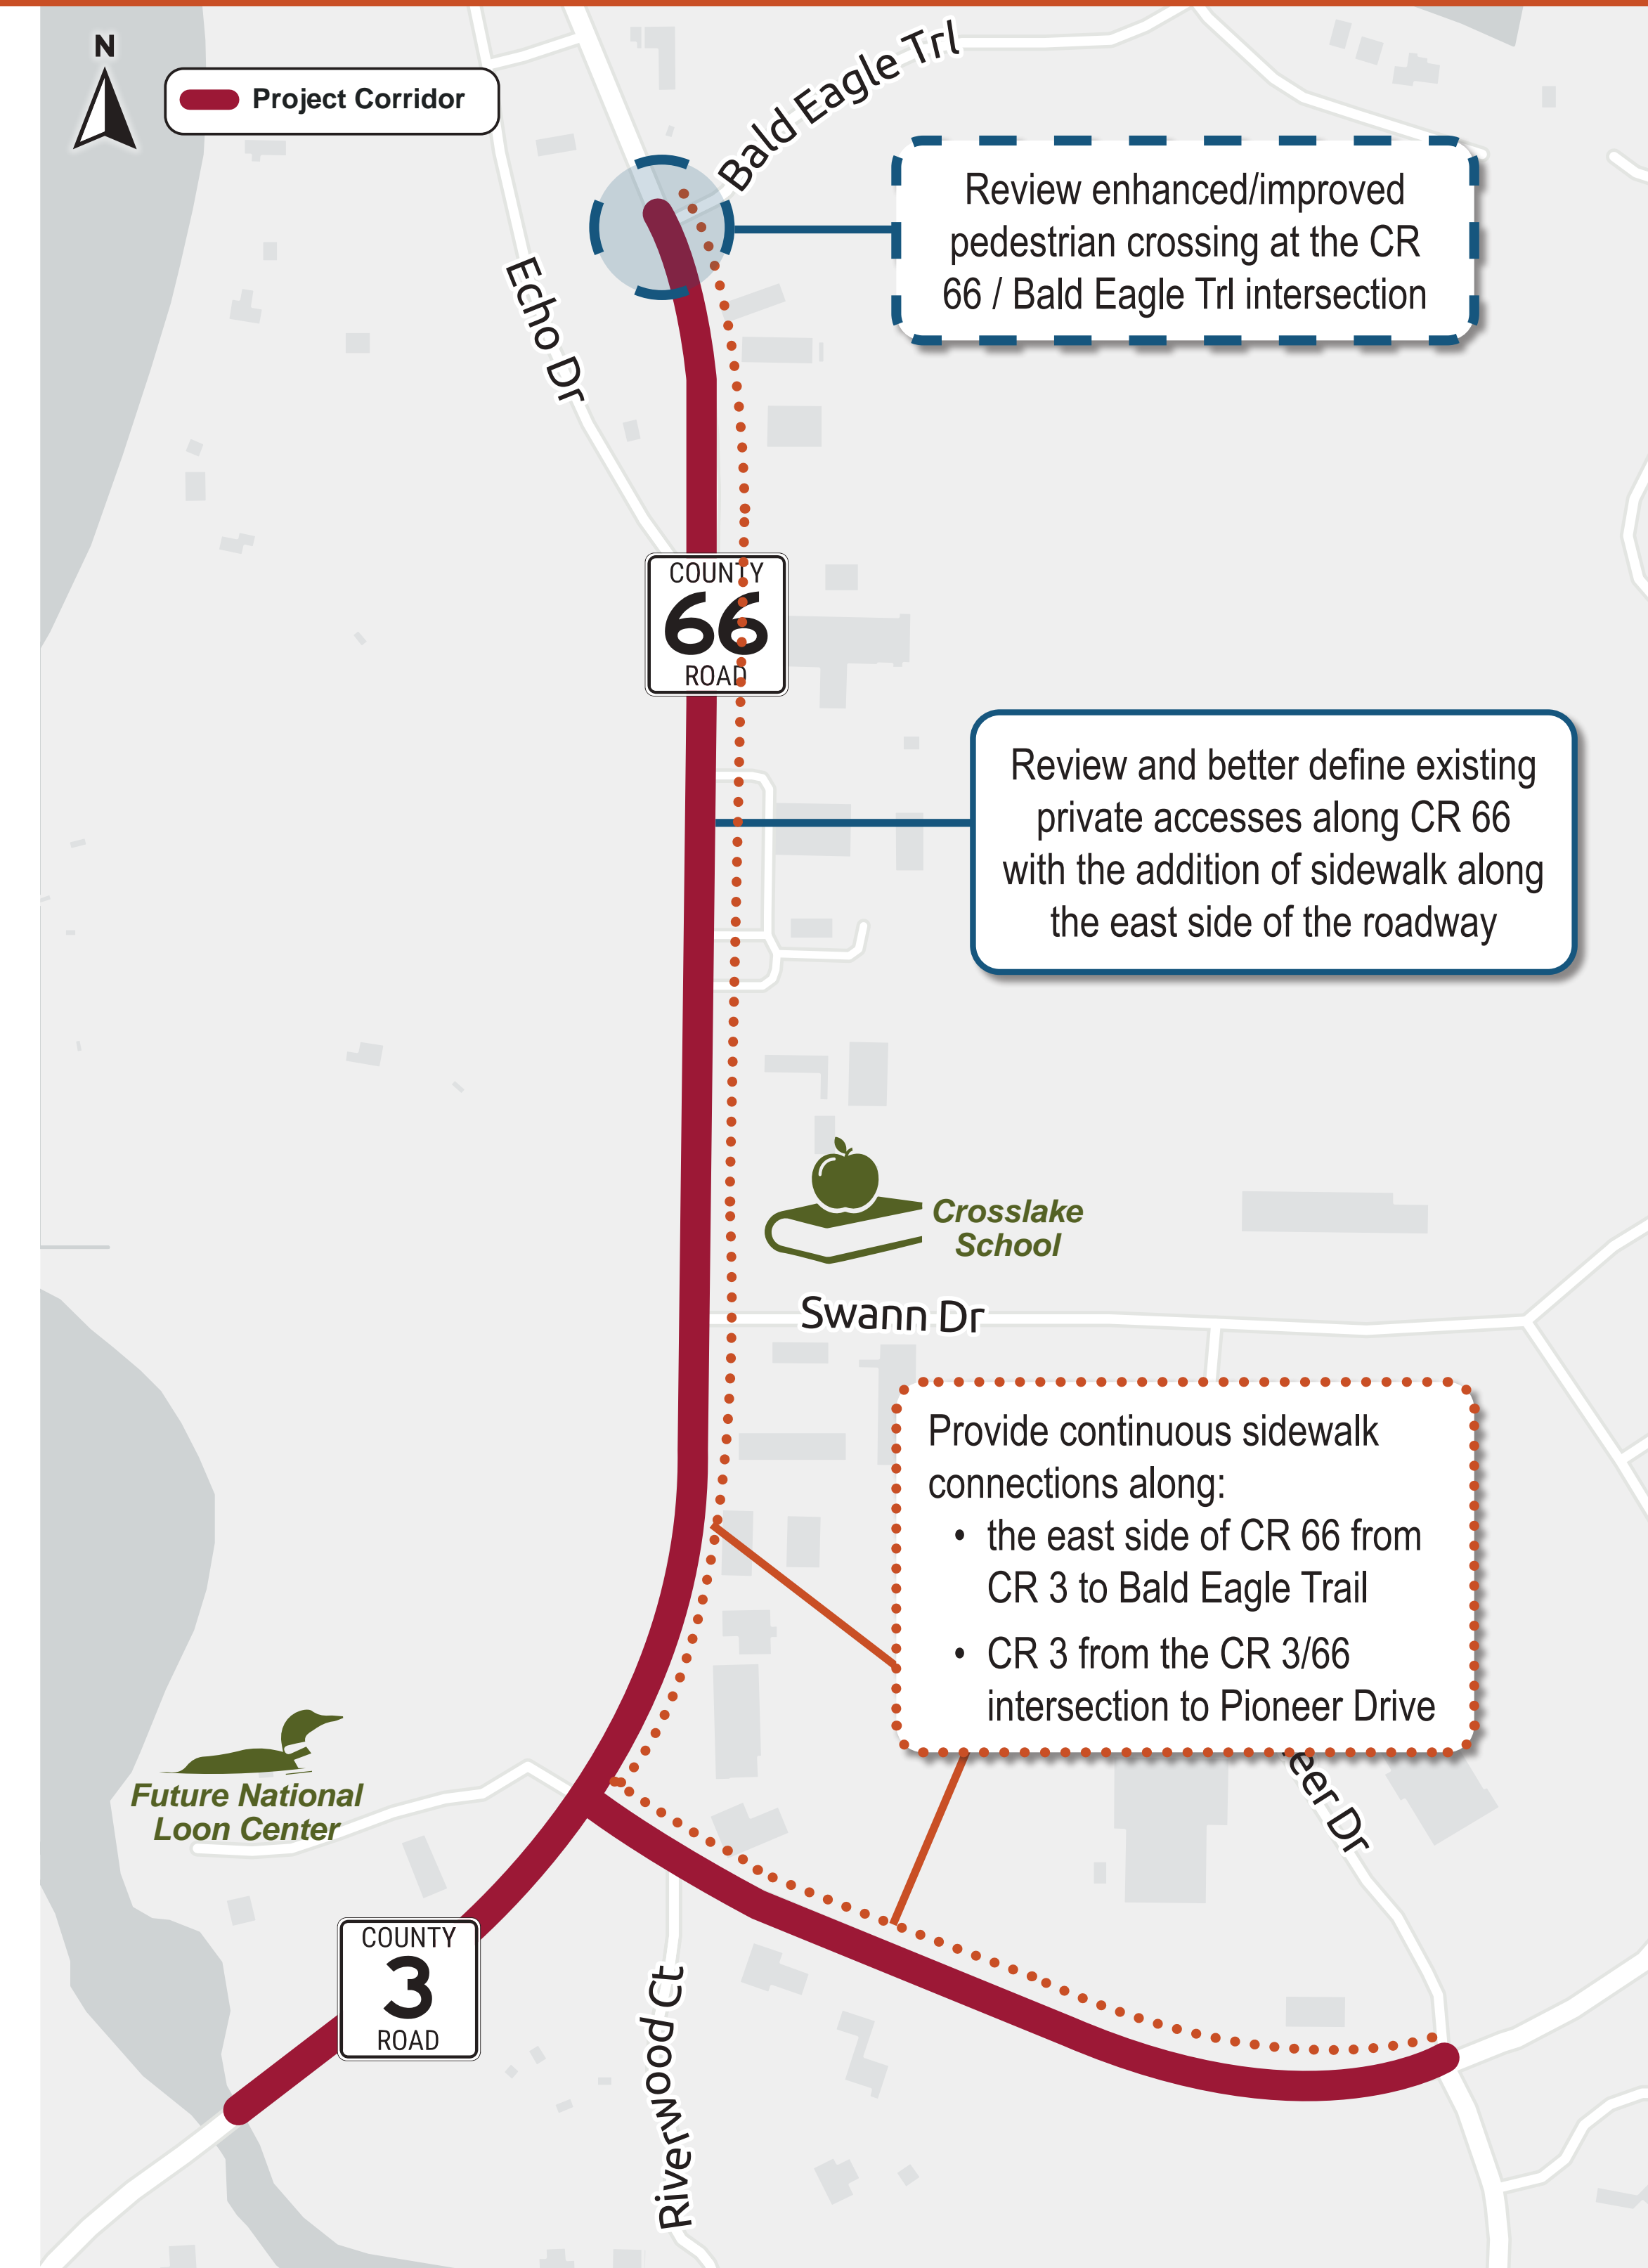 N
Project Corridor
Bald Eagle Trl
Review enhanced/improved
pedestrian crossing at the CR
66 / Bald Eagle Trl intersection
Echo Dr
COUNTY
66
ROAD
Review and better define existing
private accesses along CR 66
with the addition of sidewalk along
the east side of the roadway
Crosslake
School
Swann Dr
Provide continuous sidewalk
connections along:
• the east side of CR 66 from
CR 3 to Bald Eagle Trail
• CR 3 from the CR 3/66
intersection to Pioneer Drive
eer Dr
Future National
Loon Center
COUNTY
3
ROAD
Riverwood Ct